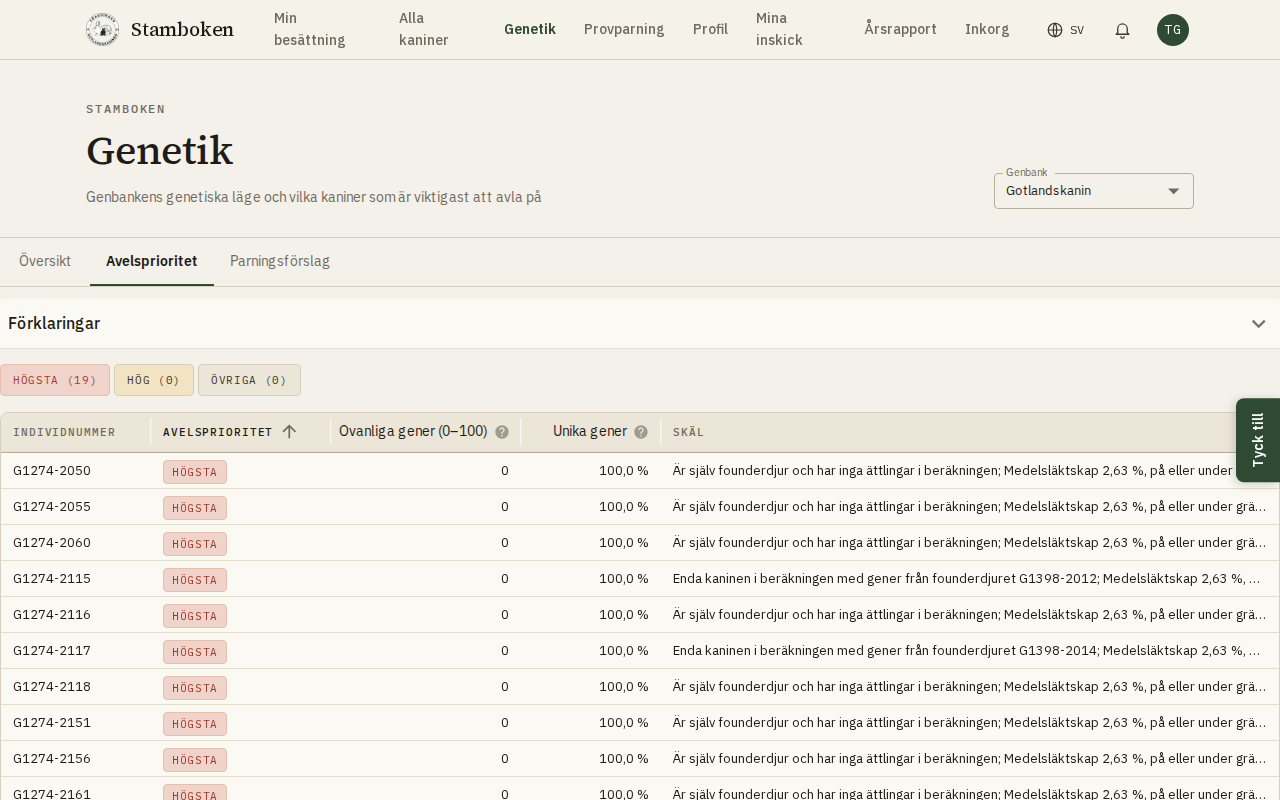 Stamboken
Min besättning
Alla kaniner
Genetik
Provparning
Profil
Mina inskick
Årsrapport
Inkorg
SV
TG
STAMBOKEN
Genetik
Genbankens genetiska läge och vilka kaniner som är viktigast att avla på
Genbank
Gotlandskanin
Översikt
Avelsprioritet
Parningsförslag
Förklaringar
HÖGSTA (19)
HÖG (0)
ÖVRIGA (0)
Tyck till
INDIVIDNUMMER AVELSPRIORITET Ovanliga gener (0–100) ? Unika gener ? SKÄL
G1274-2050 HÖGSTA 0 100,0 % Är själv founderdjur och har inga ättlingar i beräkningen; Medelsläktskap 2,63 %, på eller under
G1274-2055 HÖGSTA 0 100,0 % Är själv founderdjur och har inga ättlingar i beräkningen; Medelsläktskap 2,63 %, på eller under grä...
G1274-2060 HÖGSTA 0 100,0 % Är själv founderdjur och har inga ättlingar i beräkningen; Medelsläktskap 2,63 %, på eller under grä...
G1274-2115 HÖGSTA 0 100,0 % Enda kaninen i beräkningen med gener från founderdjuret G1398-2012; Medelsläktskap 2,63 %, ...
G1274-2116 HÖGSTA 0 100,0 % Är själv founderdjur och har inga ättlingar i beräkningen; Medelsläktskap 2,63 %, på eller under grä...
G1274-2117 HÖGSTA 0 100,0 % Enda kaninen i beräkningen med gener från founderdjuret G1398-2014; Medelsläktskap 2,63 %, ...
G1274-2118 HÖGSTA 0 100,0 % Är själv founderdjur och har inga ättlingar i beräkningen; Medelsläktskap 2,63 %, på eller under grä...
G1274-2151 HÖGSTA 0 100,0 % Är själv founderdjur och har inga ättlingar i beräkningen; Medelsläktskap 2,63 %, på eller under grä...
G1274-2156 HÖGSTA 0 100,0 % Är själv founderdjur och har inga ättlingar i beräkningen; Medelsläktskap 2,63 %, på eller under grä...
G1274-2161 HÖGSTA 0 100,0 % Är själv founderdjur och har inga ättlingar i beräkningen; Medelsläktskap 2,63 %, på eller under grä...